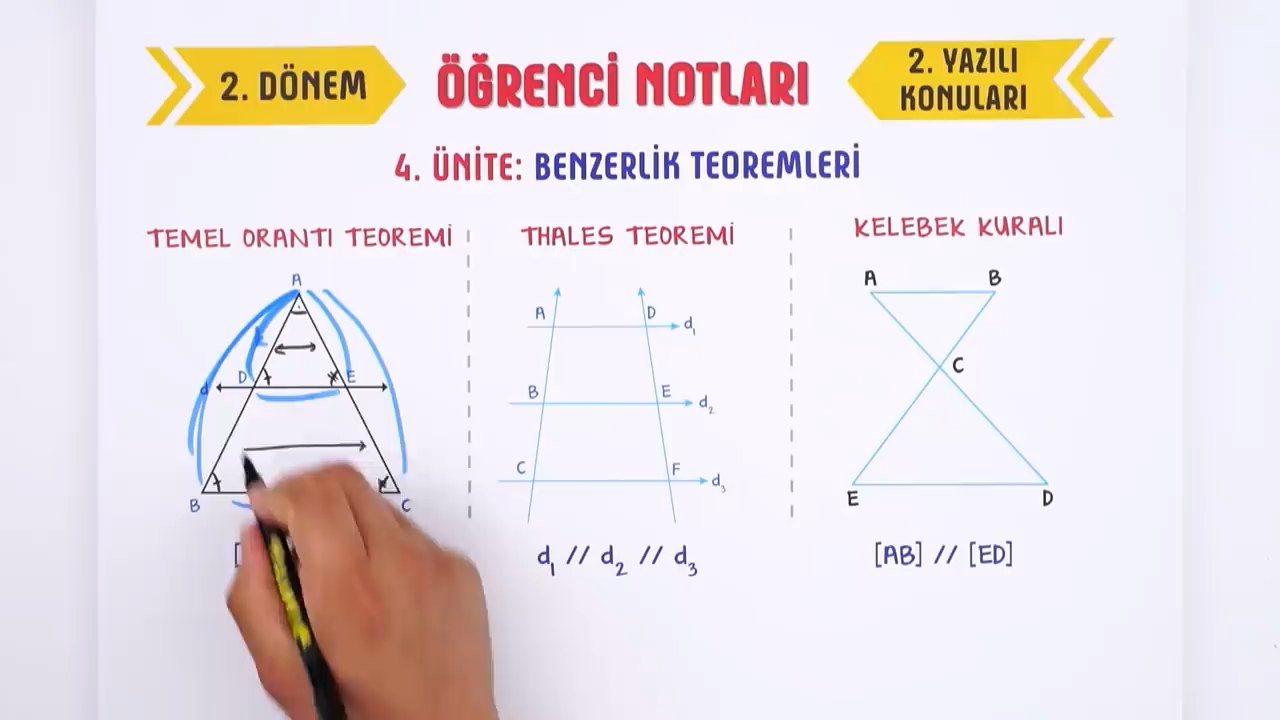 2. DÖNEM
ÖĞRENCİ NOTLARI
2. YAZILI
KONULARI
4. ÜNİTE: BENZERLİK TEOREMLERİ
TEMEL ORANTI TEOREMİ
THALES TEOREMİ
KELEBEK KURALI
A
D E
d
B C
A D d₁
B E d₂
C F d₃
A B
C
E D
[
d₁ // d₂ // d₃
[AB] // [ED]